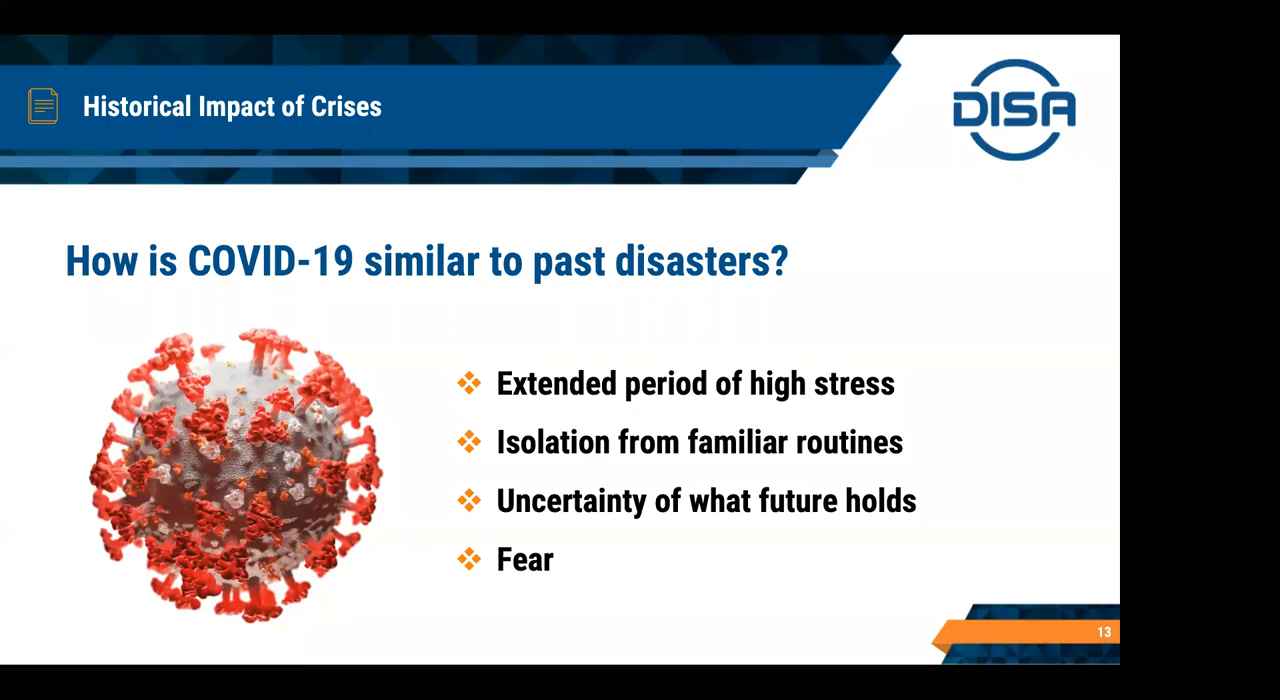 Historical Impact of Crises
DISA
How is COVID-19 similar to past disasters?
Extended period of high stress
Isolation from familiar routines
Uncertainty of what future holds
Fear
13